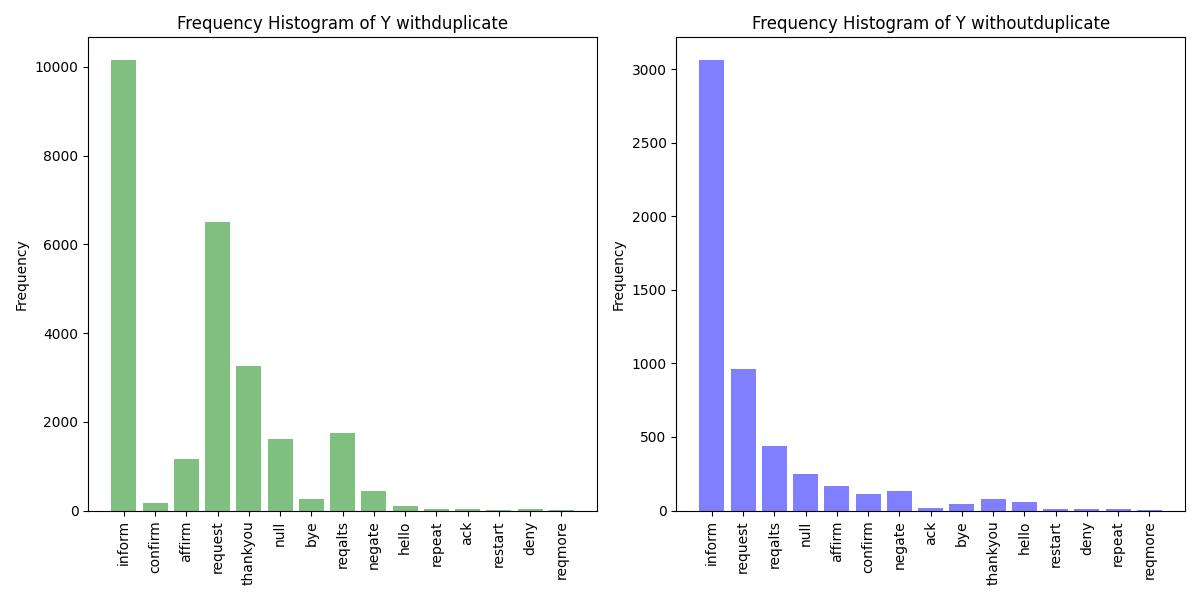 Frequency Histogram of Y withduplicate
Frequency
10000
8000
6000
4000
2000
0
inform
confirm
affirm
request
thankyou
null
bye
reqalts
negate
hello
repeat
ack
restart
deny
reqmore
Frequency Histogram of Y withoutduplicate
Frequency
3000
2500
2000
1500
1000
500
0
inform
request
reqalts
null
affirm
confirm
negate
ack
bye
thankyou
hello
restart
deny
repeat
reqmore